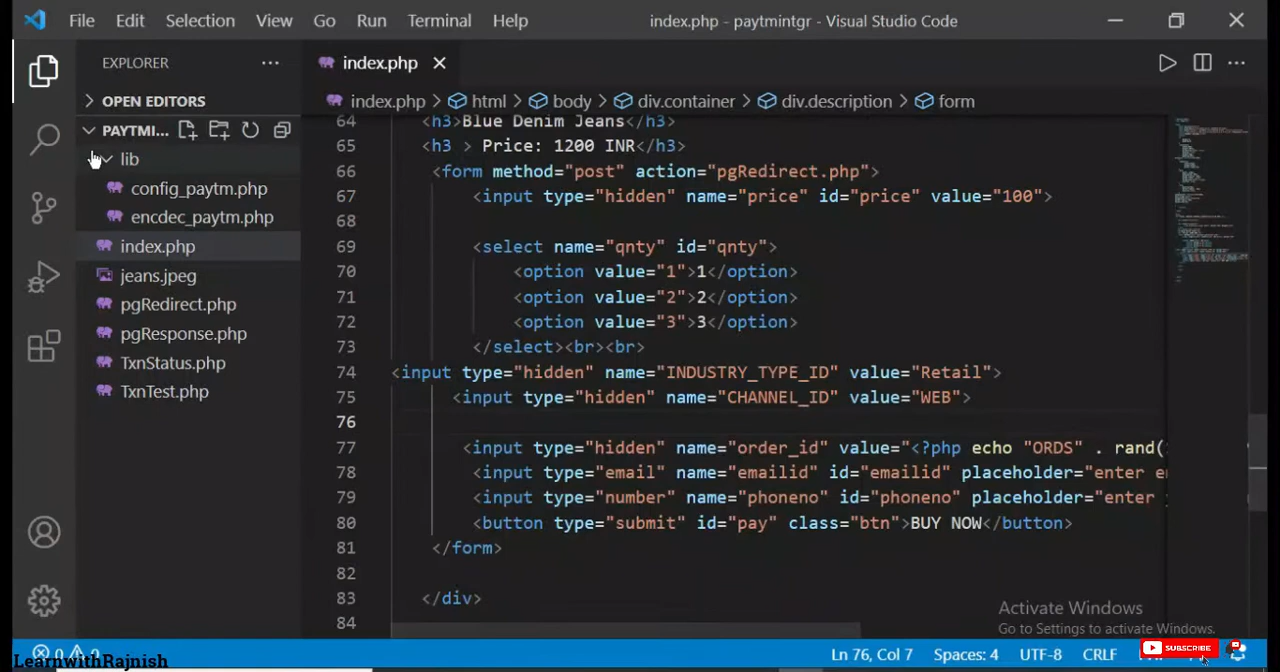 File Edit Selection View Go Run Terminal Help index.php - paytmintgr - Visual Studio Code
EXPLORER
index.php
OPEN EDITORS
index.php > html > body > div.container > div.description > form
PAYTMI...
lib
config_paytm.php
encdec_paytm.php
index.php
jeans.jpeg
pgRedirect.php
pgResponse.php
TxnStatus.php
TxnTest.php
64 <h3>Blue Denim Jeans</h3>
65 <h3 > Price: 1200 INR</h3>
66 <form method="post" action="pgRedirect.php">
67 <input type="hidden" name="price" id="price" value="100">
68
69 <select name="qnty" id="qnty">
70 <option value="1">1</option>
71 <option value="2">2</option>
72 <option value="3">3</option>
73 </select><br><br>
74 <input type="hidden" name="INDUSTRY_TYPE_ID" value="Retail">
75 <input type="hidden" name="CHANNEL_ID" value="WEB">
76
77 <input type="hidden" name="order_id" value="<?php echo "ORDS" . rand(
78 <input type="email" name="emailid" id="emailid" placeholder="enter e
79 <input type="number" name="phoneno" id="phoneno" placeholder="enter
80 <button type="submit" id="pay" class="btn">BUY NOW</button>
81 </form>
82
83 </div>
84
Activate Windows
Go to Settings to activate Windows.
0 0 Ln 76, Col 7 Spaces: 4 UTF-8 CRLF
SUBSCRIBE
LearnwithRajnish